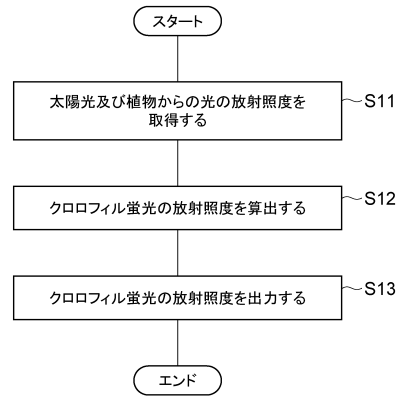 スタート
太陽光及び植物からの光の放射照度を
取得する
S11
クロロフィル蛍光の放射照度を算出する
S12
クロロフィル蛍光の放射照度を出力する
S13
エンド